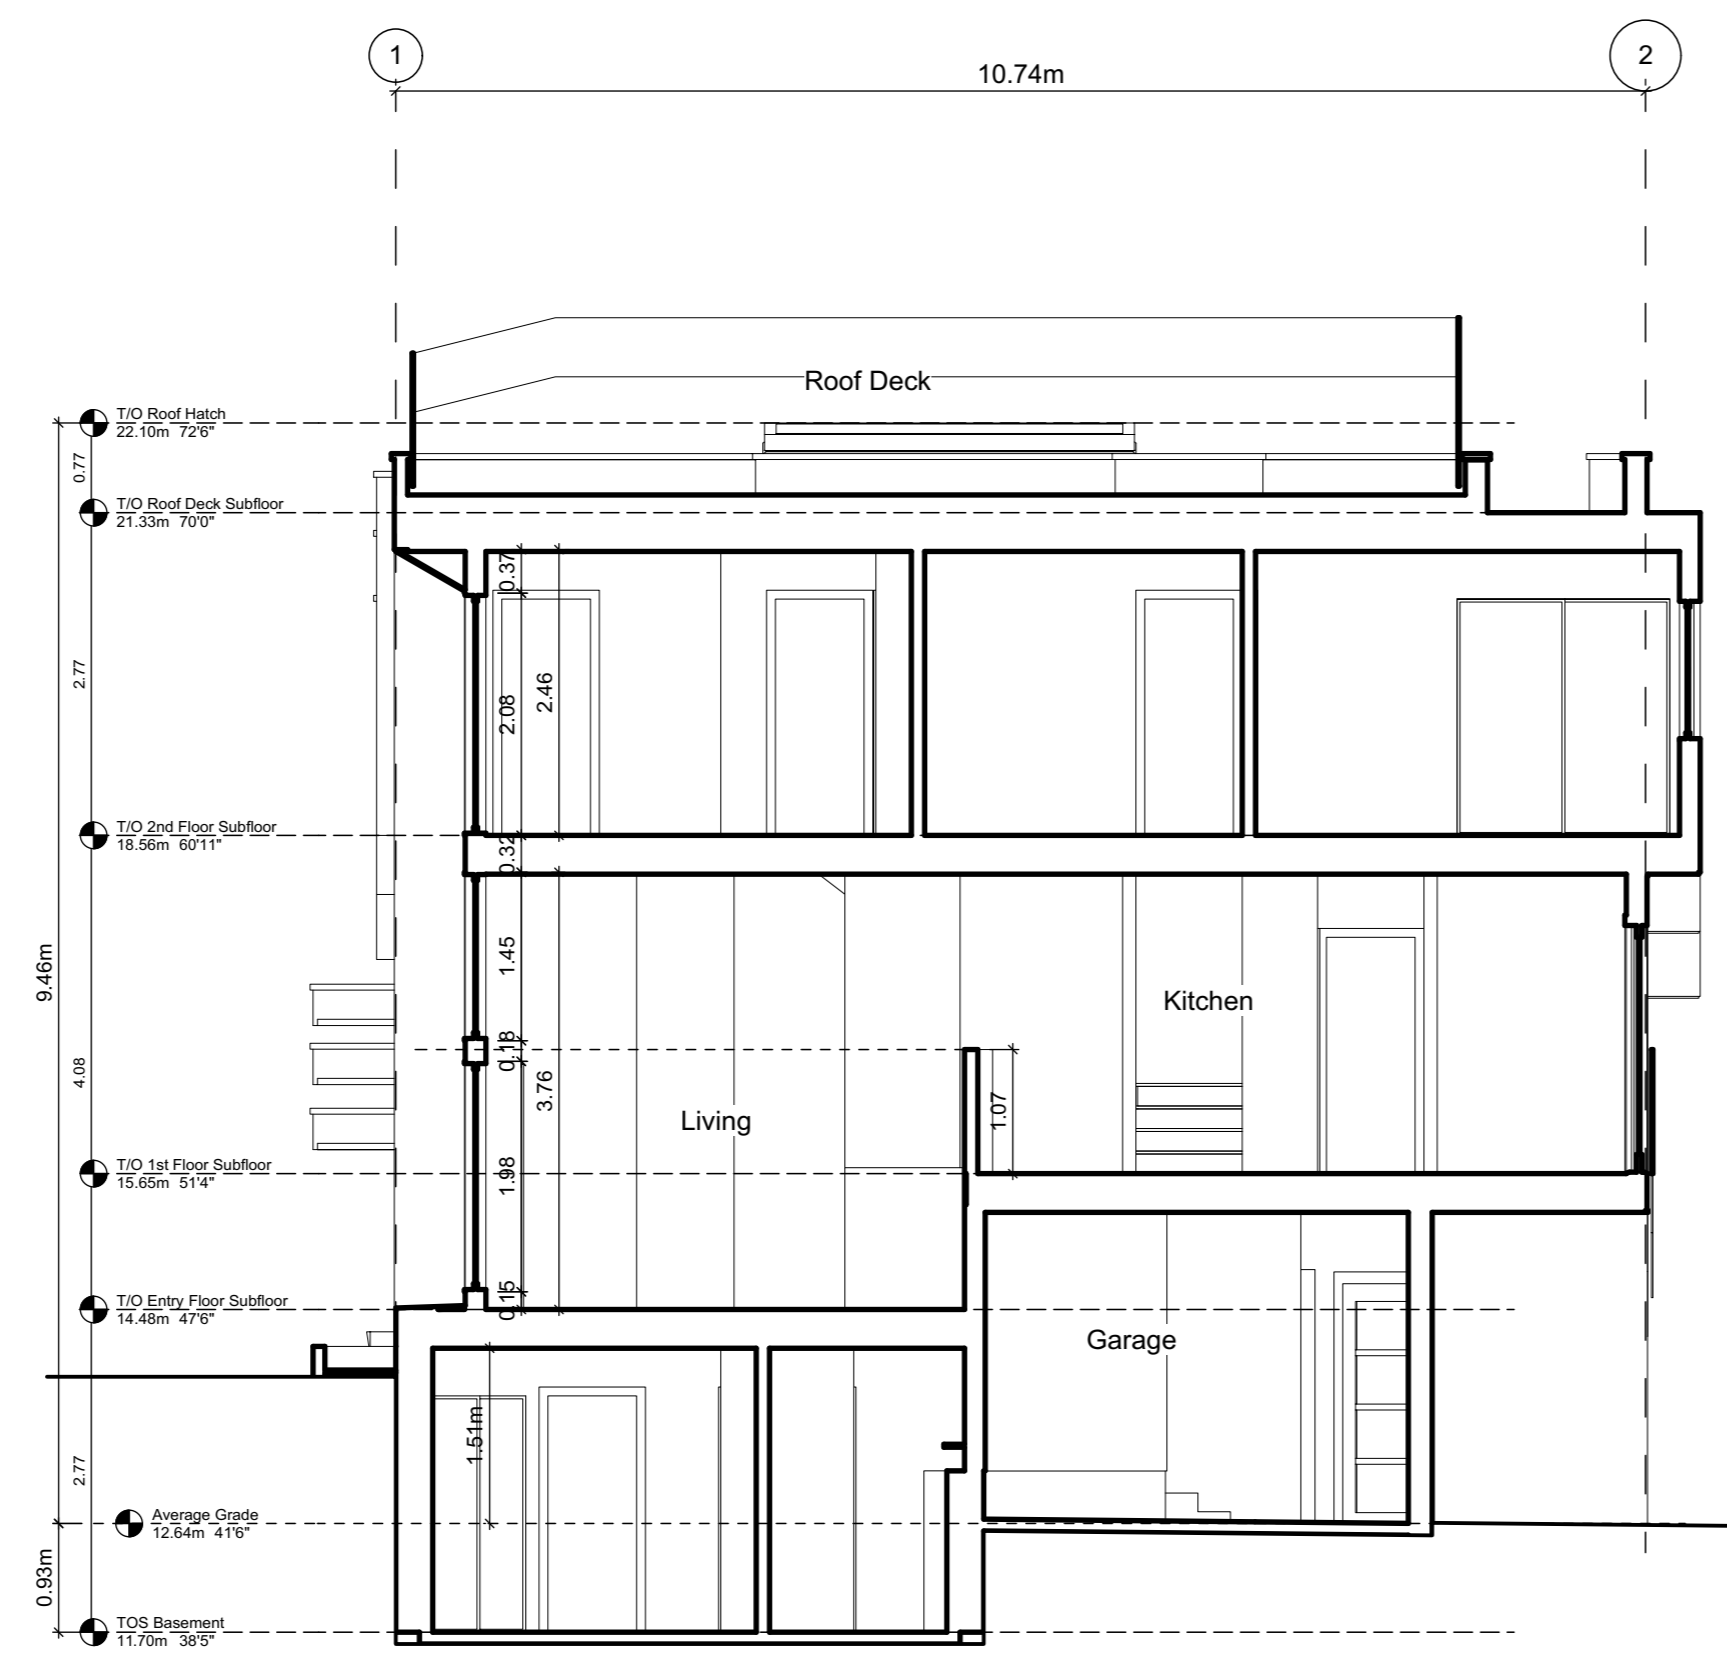 1
2
10.74m
Roof Deck
T/O Roof Hatch
22.10m 72'6"
0.77
T/O Roof Deck Subfloor
21.33m 70'0"
0.37
2.77
2.08
2.46
T/O 2nd Floor Subfloor
18.56m 60'11"
0.32
9.46m
1.45
Kitchen
0.18
4.08
3.76
Living
1.07
T/O 1st Floor Subfloor
15.65m 51'4"
1.98
0.15
T/O Entry Floor Subfloor
14.48m 47'6"
Garage
1.51m
2.77
Average Grade
12.64m 41'6"
0.93m
TOS Basement
11.70m 38'5"